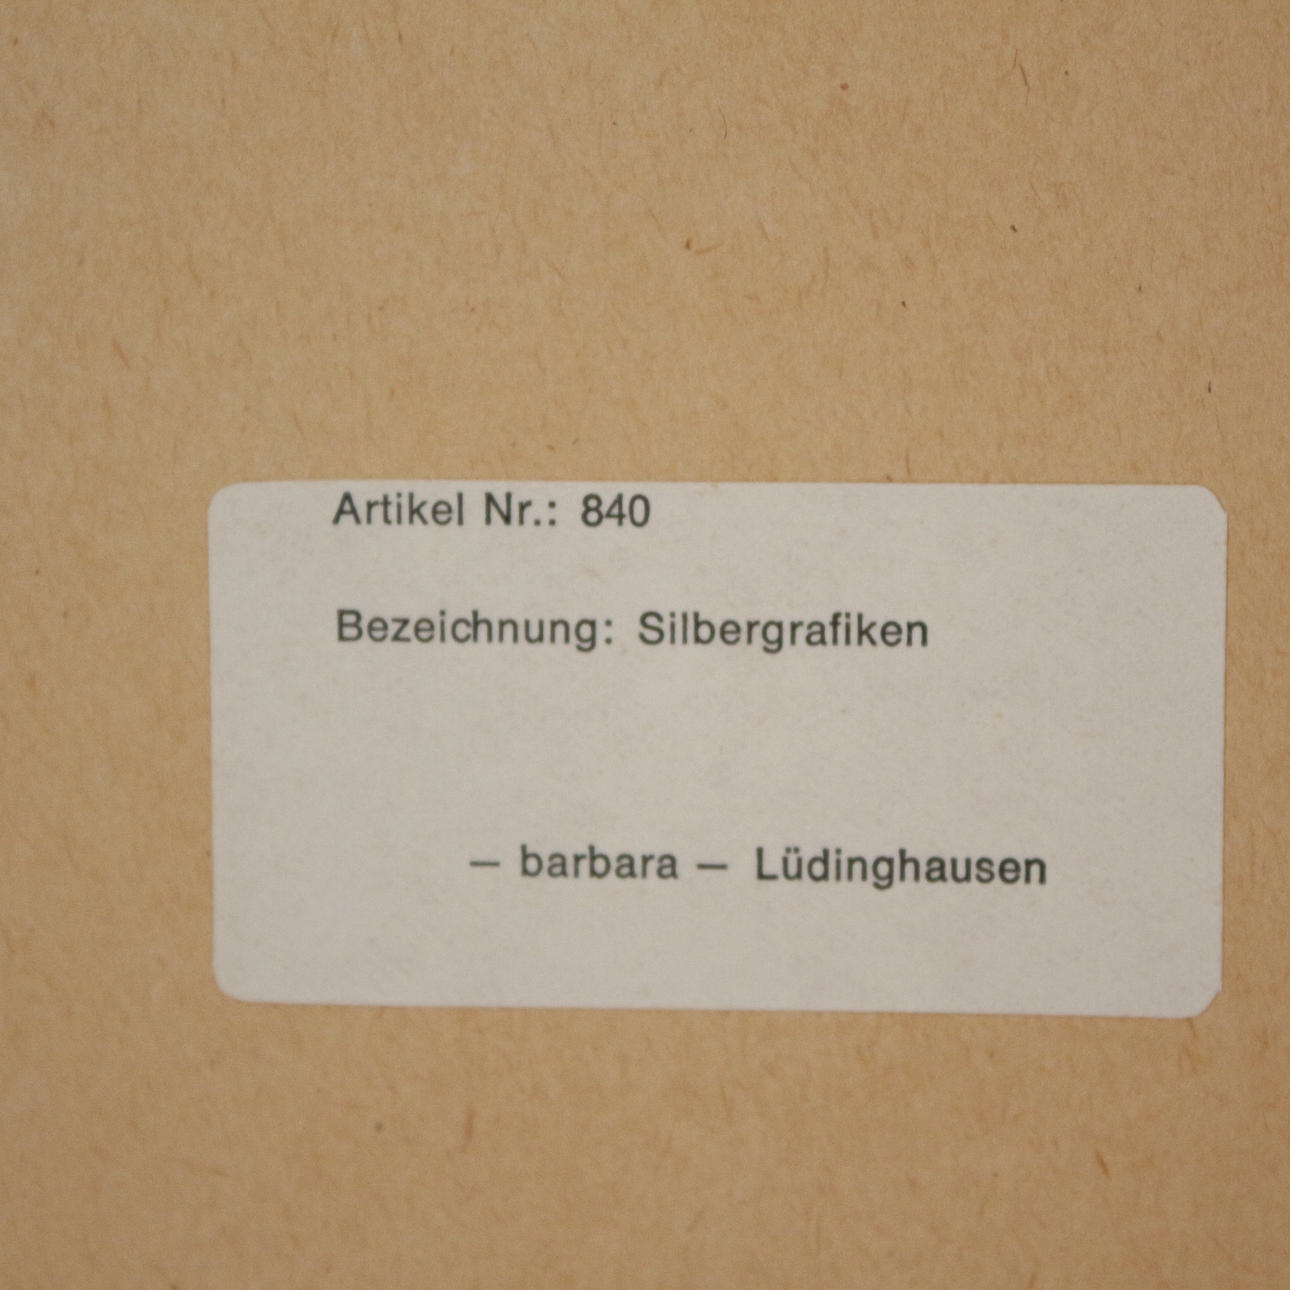 Artikel Nr.: 840
Bezeichnung: Silbergrafiken
– barbara – Lüdinghausen